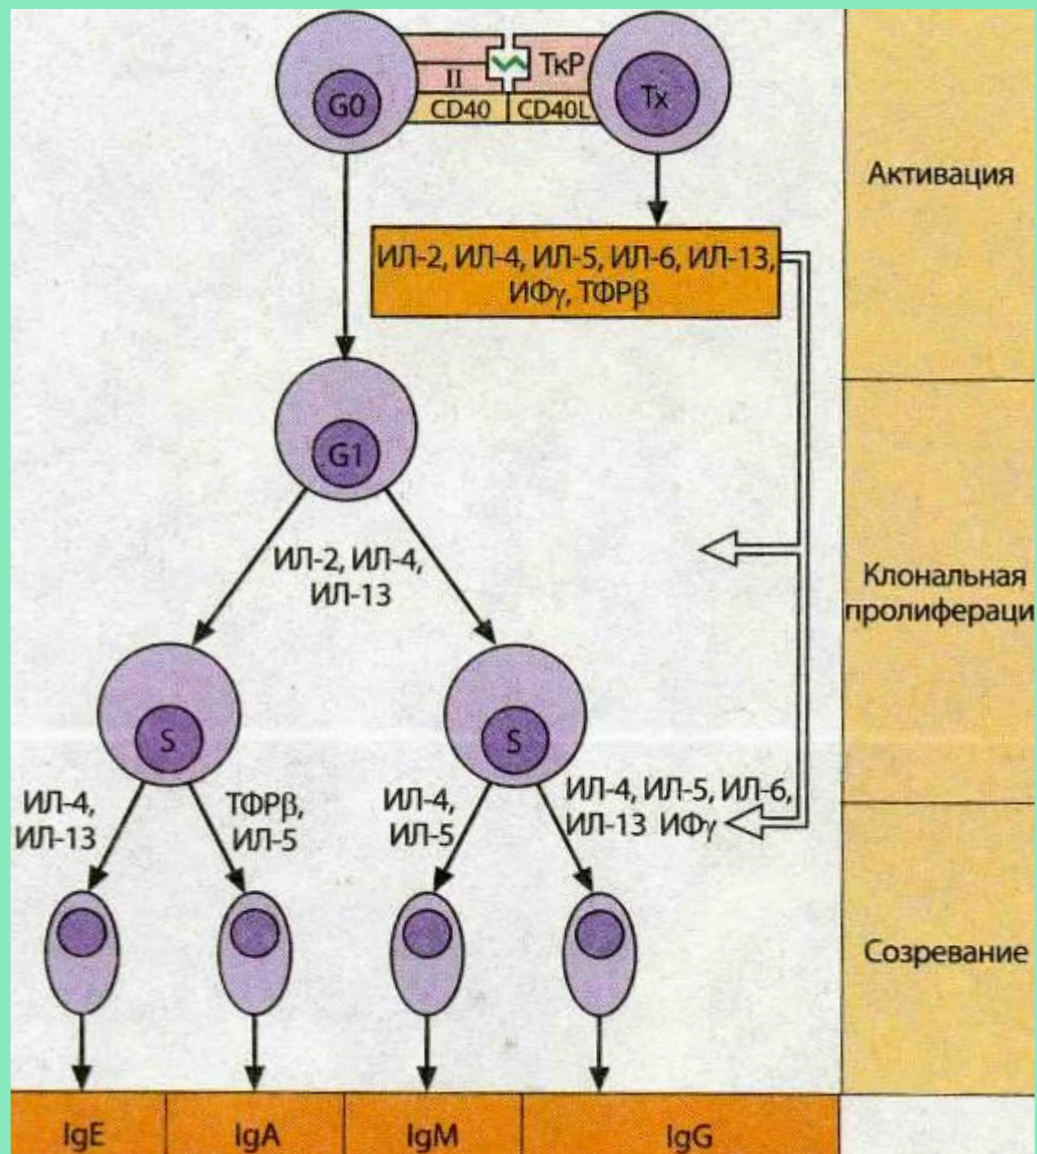 G0
II
ТкР
CD40
CD40L
Тх
Активация
ИЛ-2, ИЛ-4, ИЛ-5, ИЛ-6, ИЛ-13,
ИФγ, ТФРβ
G1
ИЛ-2, ИЛ-4,
ИЛ-13
Клональная
пролифераци
S
S
ИЛ-4,
ИЛ-13
ТФРβ,
ИЛ-5
ИЛ-4,
ИЛ-5
ИЛ-4, ИЛ-5, ИЛ-6,
ИЛ-13 ИФγ
Созревание
IgE
IgA
IgM
IgG